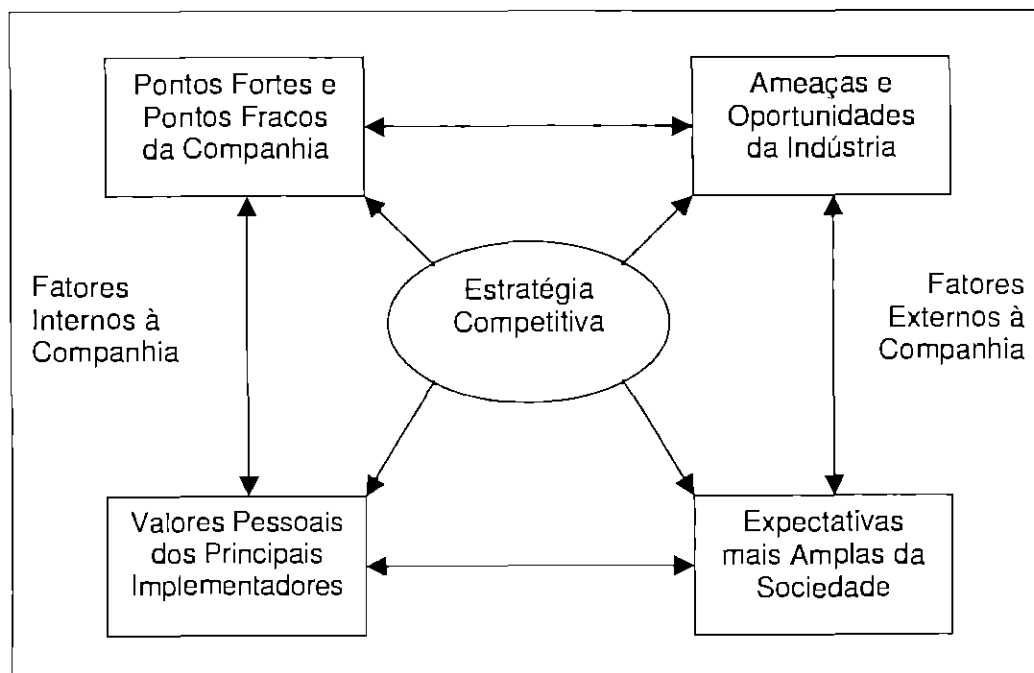 Pontos Fortes e
Pontos Fracos
da Companhia
Ameaças e
Oportunidades
da Indústria
Fatores
Internos à
Companhia
Estratégia
Competitiva
Fatores
Externos à
Companhia
Valores Pessoais
dos Principais
Implementadores
Expectativas
mais Amplas da
Sociedade